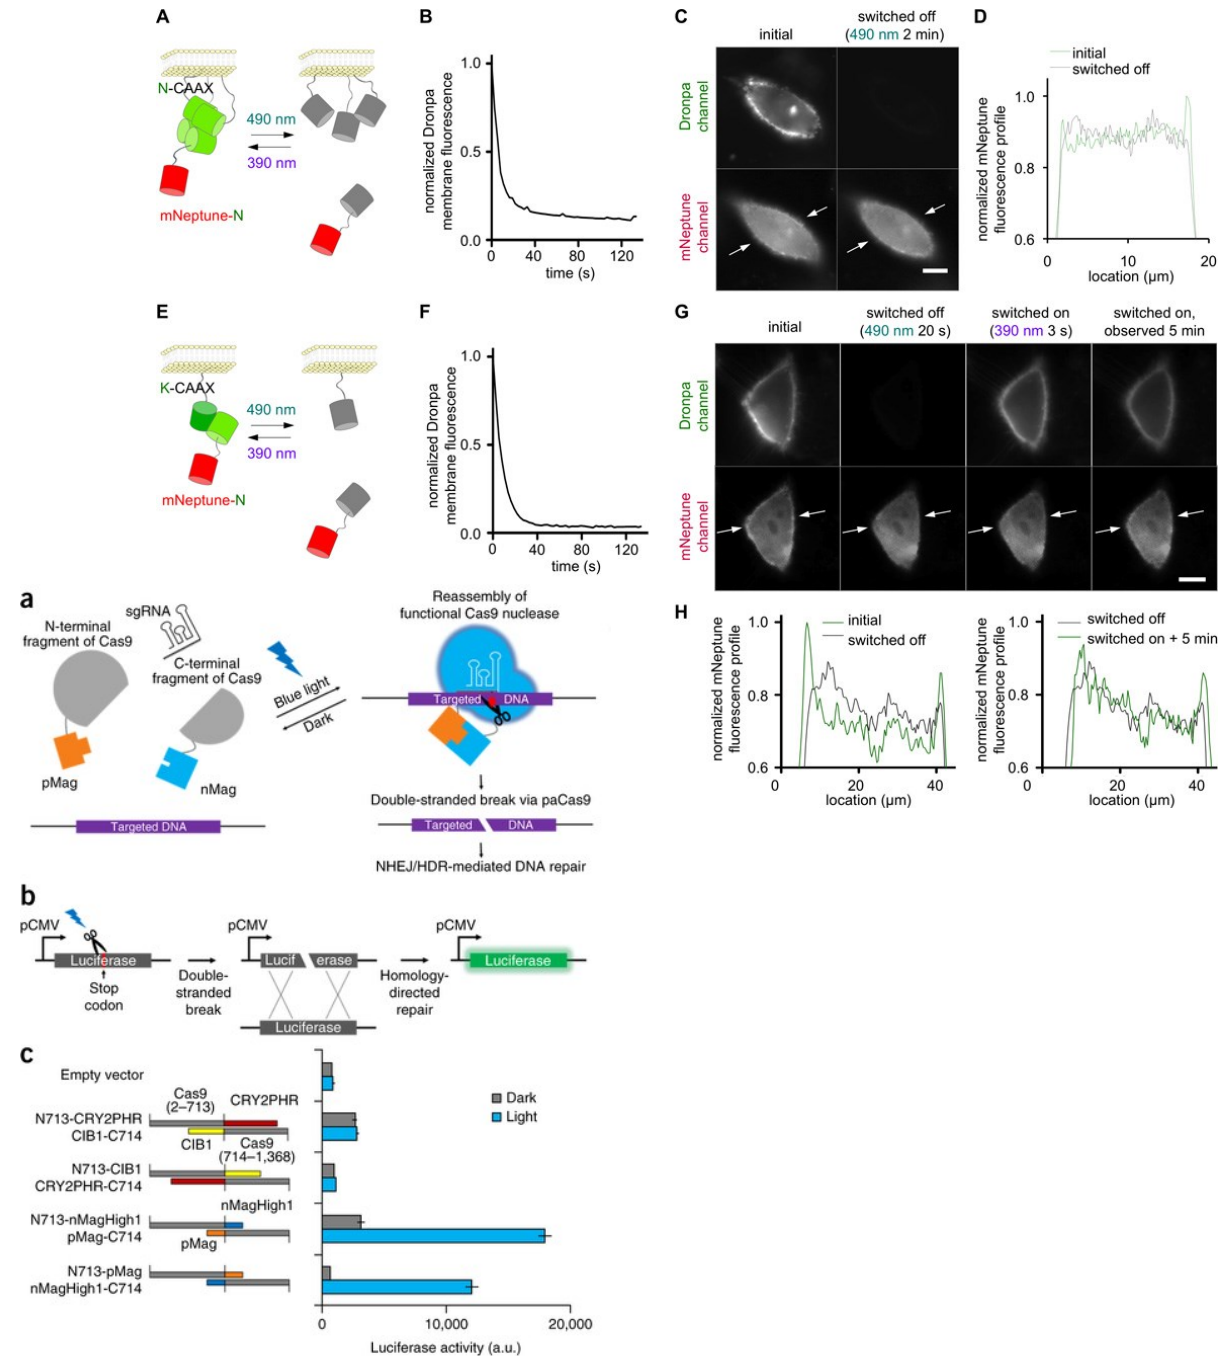 A
N-CAAX
490 nm
390 nm
mNeptune-N
B
normalized Dronpa
membrane fluorescence
1.0
0.5
0.0
0 40 80 120
time (s)
C
initial
switched off
(490 nm 2 min)
Dronpa
channel
mNeptune
channel
D
initial
switched off
normalized mNeptune
fluorescence profile
1.0
0.8
0.6
0 10 20
location (µm)
E
K-CAAX
490 nm
390 nm
mNeptune-N
F
normalized Dronpa
membrane fluorescence
1.0
0.5
0.0
0 40 80 120
time (s)
G
initial
switched off
(490 nm 20 s)
switched on
(390 nm 3 s)
switched on,
observed 5 min
Dronpa
channel
mNeptune
channel
H
initial
switched off
normalized mNeptune
fluorescence profile
1.0
0.8
0.6
0 20 40
location (µm)
switched off
switched on + 5 min
normalized mNeptune
fluorescence profile
1.0
0.8
0.6
0 20 40
location (µm)
a
sgRNA
N-terminal
fragment of Cas9
C-terminal
fragment of Cas9
pMag
nMag
Targeted DNA
Blue light
Dark
Reassembly of
functional Cas9 nuclease
Targeted DNA
Double-stranded break via paCas9
Targeted DNA
NHEJ/HDR-mediated DNA repair
b
pCMV
Luciferase
Stop
codon
Double-
stranded
break
pCMV
Lucif erase
Luciferase
Homology-
directed
repair
pCMV
Luciferase
c
Empty vector
Cas9
(2–713)
CRY2PHR
N713-CRY2PHR
CIB1-C714
CIB1
Cas9
(714–1,368)
N713-CIB1
CRY2PHR-C714
nMagHigh1
N713-nMagHigh1
pMag-C714
pMag
N713-pMag
nMagHigh1-C714
Dark
Light
0 10,000 20,000
Luciferase activity (a.u.)